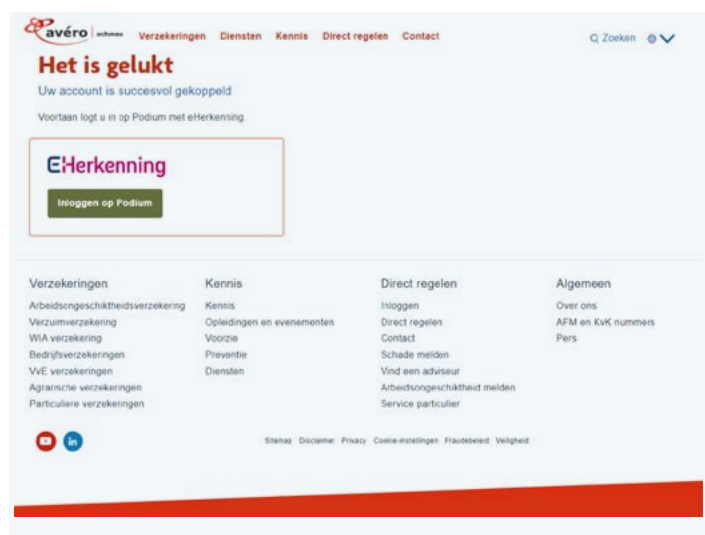 avéro achmea Verzekeringen Diensten Kennis Direct regelen Contact Zoeken
Het is gelukt
Uw account is succesvol gekoppeld
Voortaan logt u in op Podium met eHerkenning.
eHerkenning
Inloggen op Podium
Verzekeringen Kennis Direct regelen Algemeen
Arbeidsongeschiktheidsverzekering Kennis Inloggen Over ons
Verzuimverzekering Opleidingen en evenementen Direct regelen AFM en KvK nummers
WIA verzekering Voorzie Contact Pers
Bedrijfsverzekeringen Preventie Schade melden
VvE verzekeringen Diensten Vind een adviseur
Agrarische verzekeringen Arbeidsongeschiktheid melden
Particuliere verzekeringen Service particulier
in Sitemap Disclaimer Privacy Cookie-instellingen Fraudebeleid Veiligheid